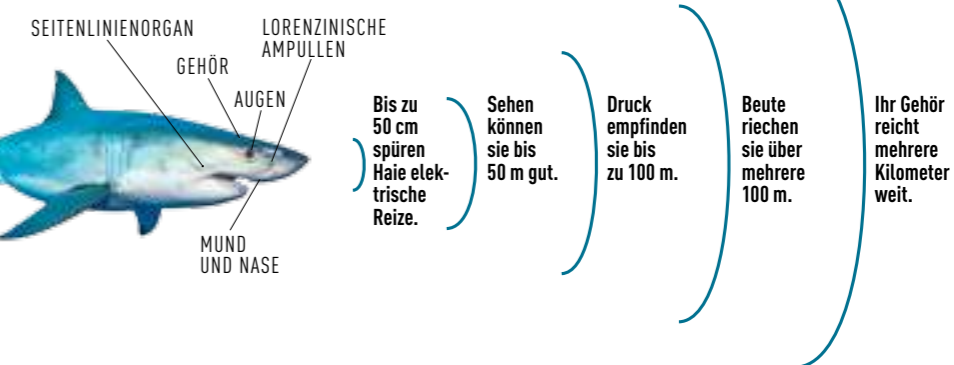 SEITENLINIENORGAN
GEHÖR
AUGEN
LORENZINISCHE
AMPULLEN
MUND
UND NASE
Bis zu
50 cm
spüren
Haie elek-
trische
Reize.
Sehen
können
sie bis
50 m gut.
Druck
empfinden
sie bis
zu 100 m.
Beute
riechen
sie über
mehrere
100 m.
Ihr Gehör
reicht
mehrere
Kilometer
weit.